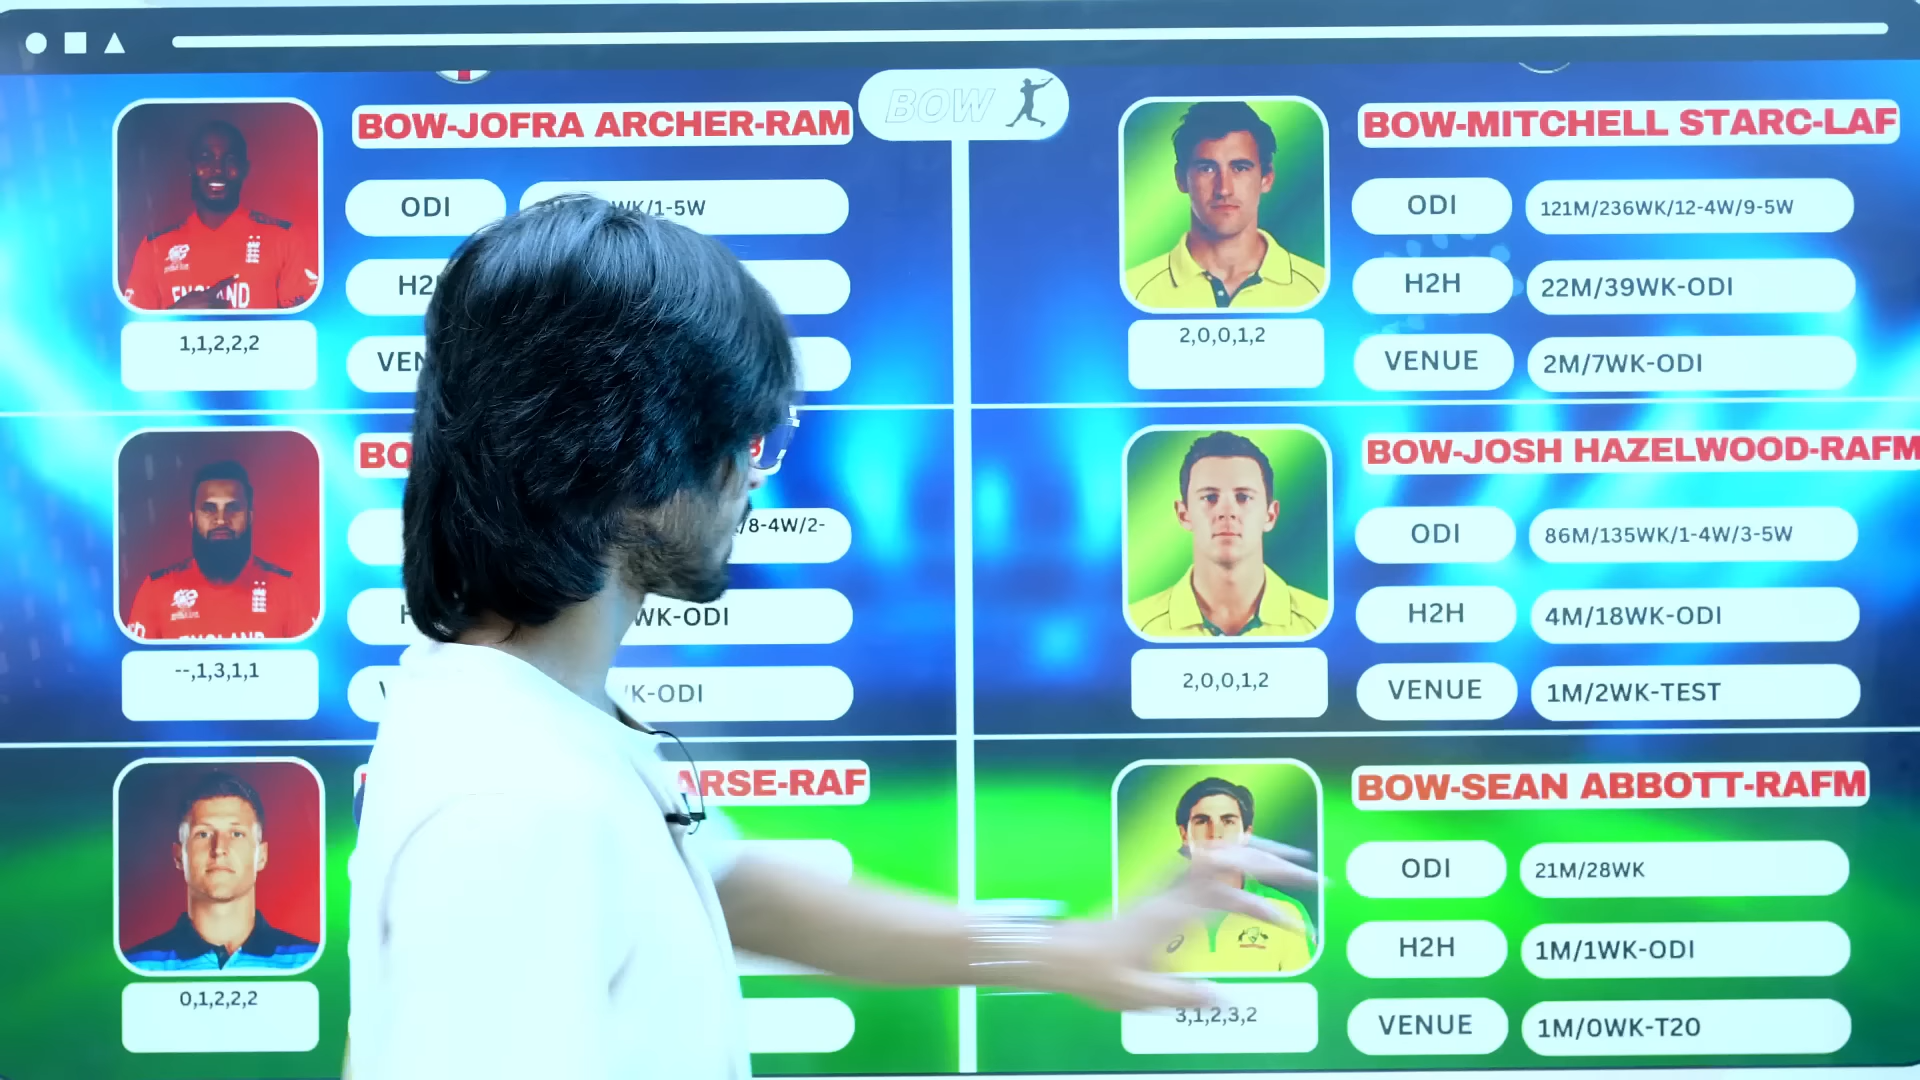 BOW
BOW-JOFRA ARCHER-RAM
ODI
WK/1-5W
ENGLAND
1,1,2,2,2
BOW-MITCHELL STARC-LAF
ODI
121M/236WK/12-4W/9-5W
H2H
22M/39WK-ODI
VENUE
2M/7WK-ODI
2,0,0,1,2
/8-4W/2-
WK-ODI
K-ODI
ENGLAND
--,1,3,1,1
BOW-JOSH HAZELWOOD-RAFM
ODI
86M/135WK/1-4W/3-5W
H2H
4M/18WK-ODI
VENUE
1M/2WK-TEST
2,0,0,1,2
ARSE-RAF
0,1,2,2,2
BOW-SEAN ABBOTT-RAFM
ODI
21M/28WK
H2H
1M/1WK-ODI
VENUE
1M/0WK-T20
3,1,2,3,2